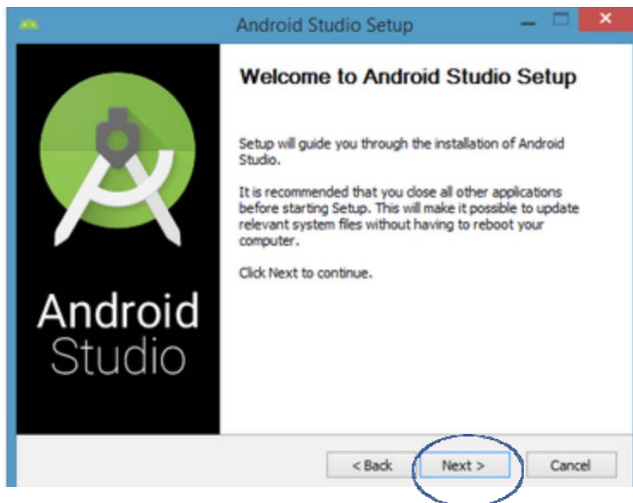 Android Studio Setup
Welcome to Android Studio Setup
Setup will guide you through the installation of Android
Studio.
It is recommended that you close all other applications
before starting Setup. This will make it possible to update
relevant system files without having to reboot your
computer.
Click Next to continue.
Android
Studio
< Back Next > Cancel